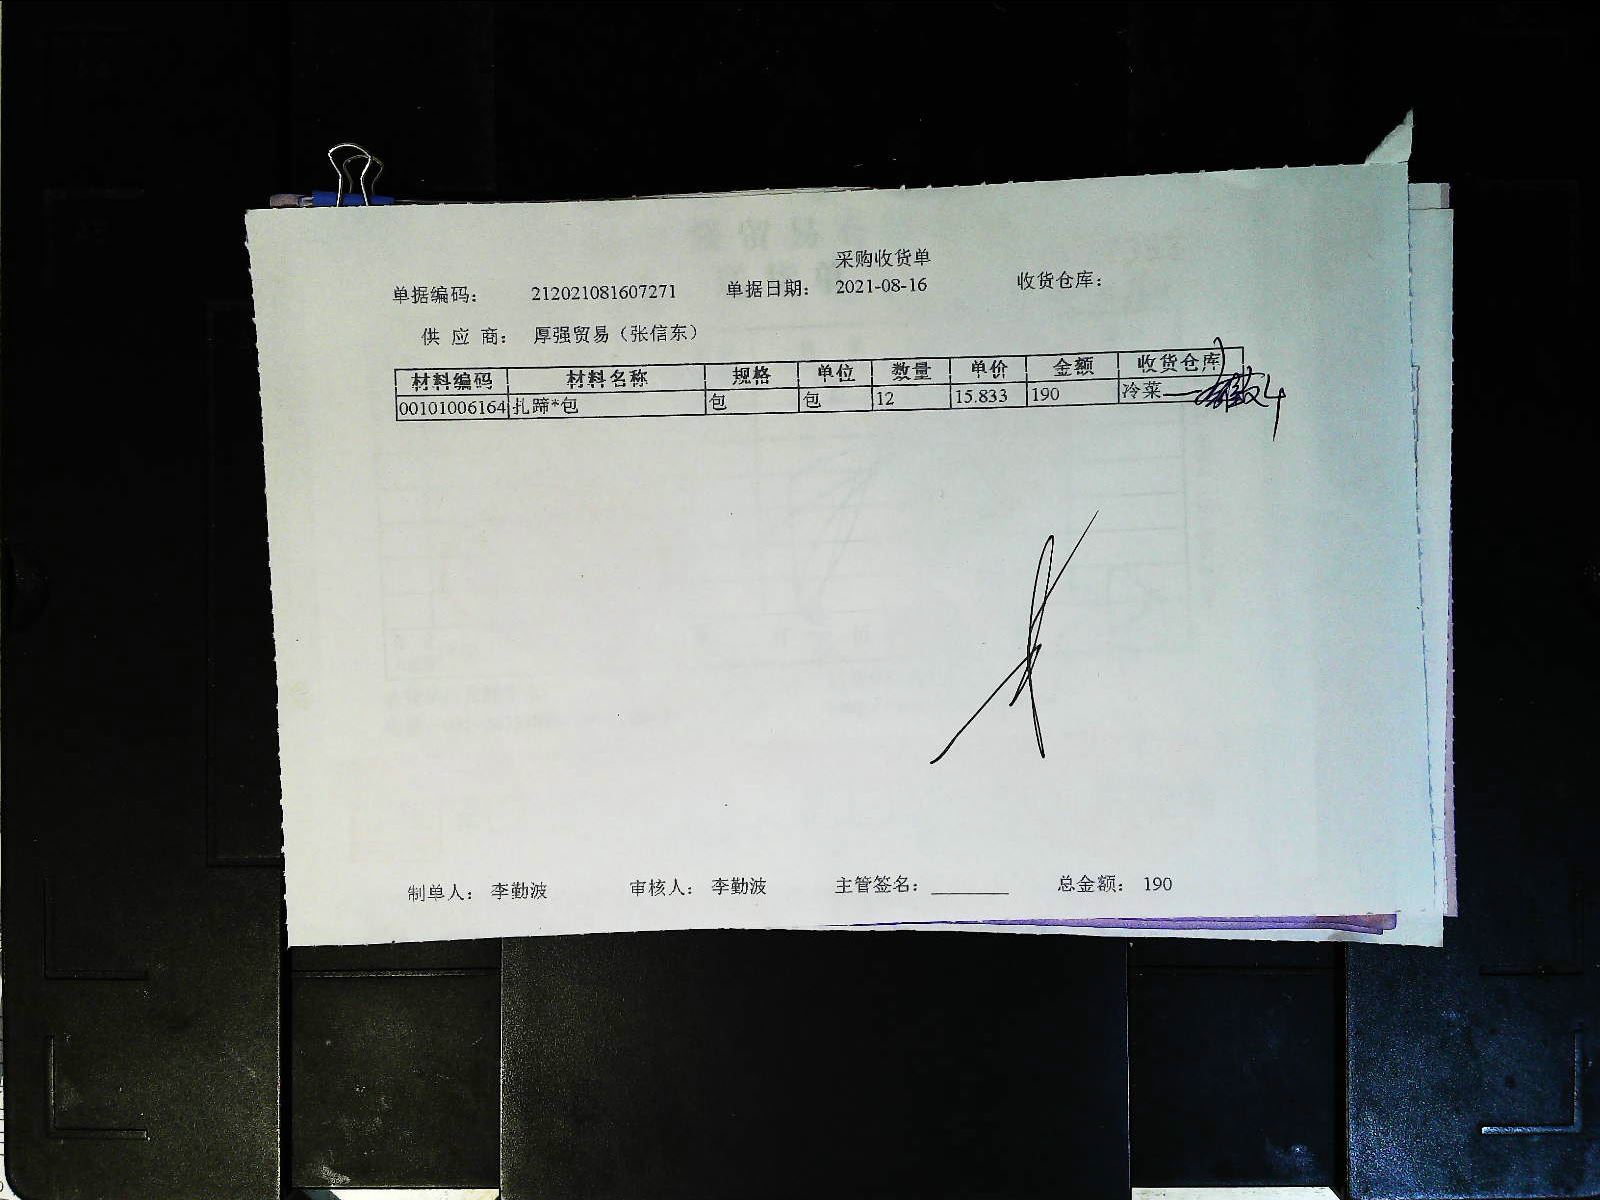 采购收货单
单据编码： 212021081607271 单据日期： 2021-08-16 收货仓库：
供 应 商： 厚强贸易（张信东）
材料编码 材料名称 规格 单位 数量 单价 金额 收货仓库
00101006164 扎蹄*包 包 包 12 15.833 190 冷菜
制单人： 李勤波 审核人： 李勤波 主管签名：________ 总金额： 190